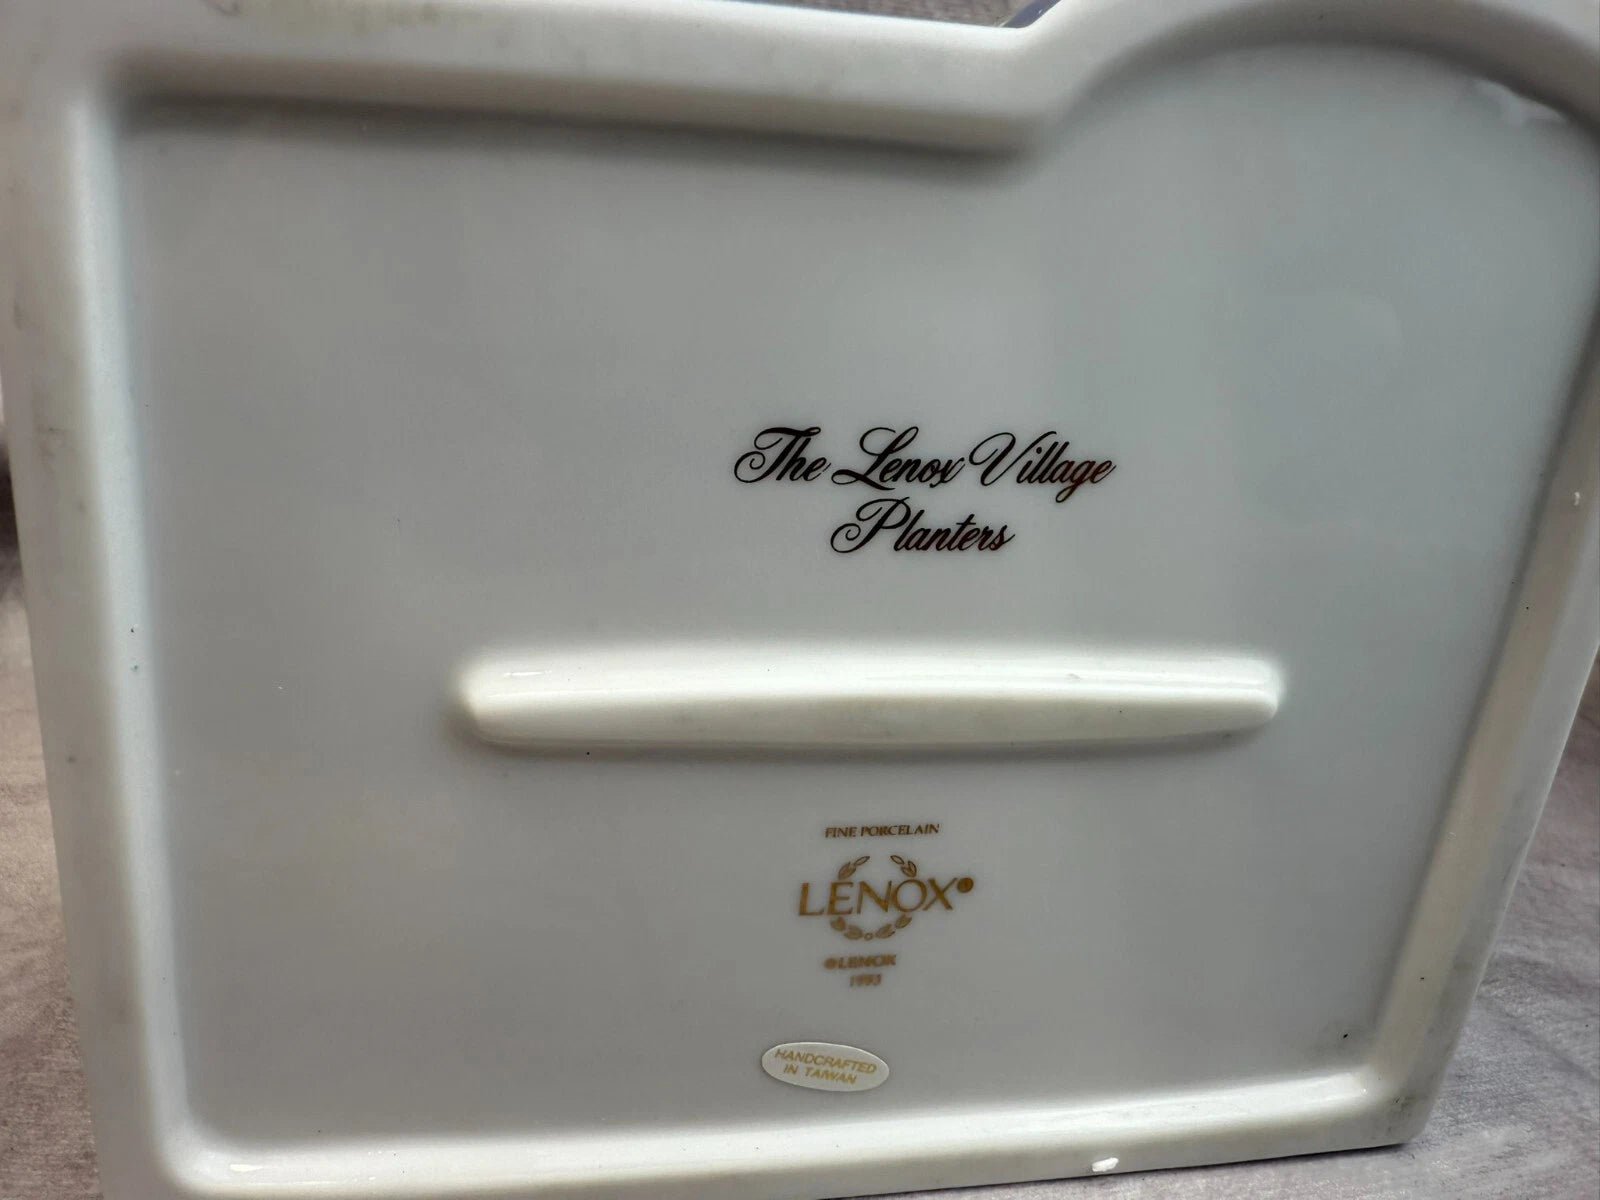 The Lenox Village
Planters
FINE PORCELAIN
LENOX®
©LENOX
1993
HANDCRAFTED
IN TAIWAN